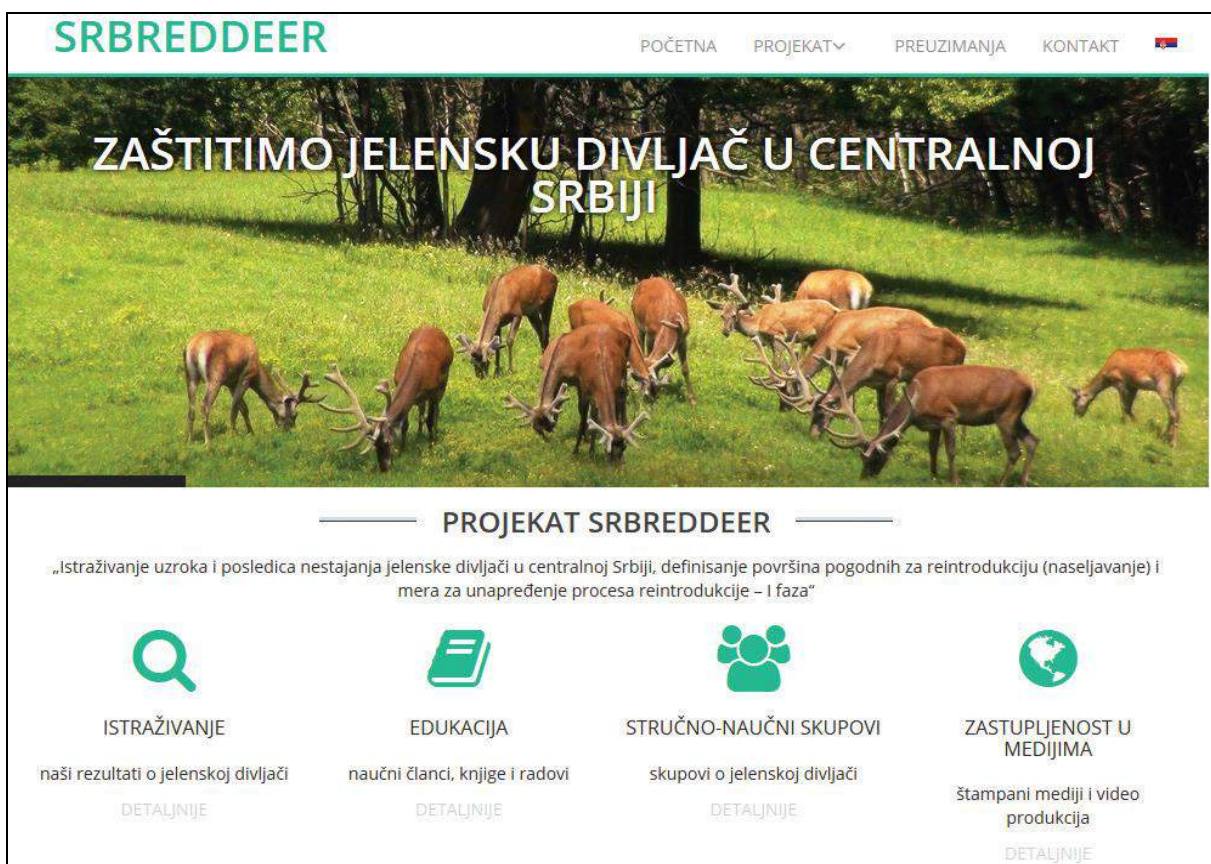 SRBREDDEER
POČETNA PROJEKAT PREUZIMANJA KONTAKT
ZAŠTITIMO JELENSKU DIVLJAČ U CENTRALNOJ
SRBIJI
PROJEKAT SRBREDDEER
„Istraživanje uzroka i posledica nestajanja jelenske divljači u centralnoj Srbiji, definisanje površina pogodnih za reintrodukciju (naseljavanje) i
mera za unapređenje procesa reintrodukcije – I faza“
ISTRAŽIVANJE
naši rezultati o jelenskoj divljači
DETALJNIJE
EDUKACIJA
naučni članci, knjige i radovi
DETALJNIJE
STRUČNO-NAUČNI SKUPOVI
skupovi o jelenskoj divljači
DETALJNIJE
ZASTUPLJENOST U
MEDIJIMA
štampani mediji i video
produkcija
DETALJNIJE